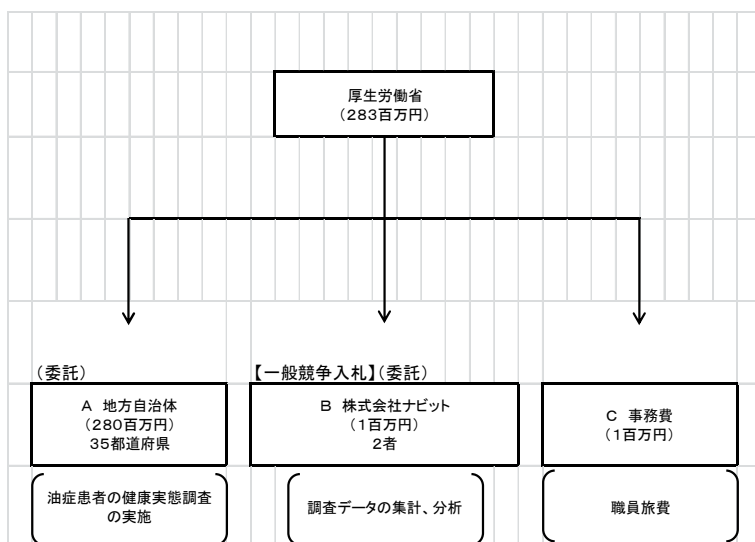 厚生労働省
（２８３百万円）
（委託）
【一般競争入札】（委託）
Ａ 地方自治体
（２８０百万円）
３５都道府県
Ｂ 株式会社ナビット
（１百万円）
２者
Ｃ 事務費
（１百万円）
油症患者の健康実態調査
の実施
調査データの集計、分析
職員旅費